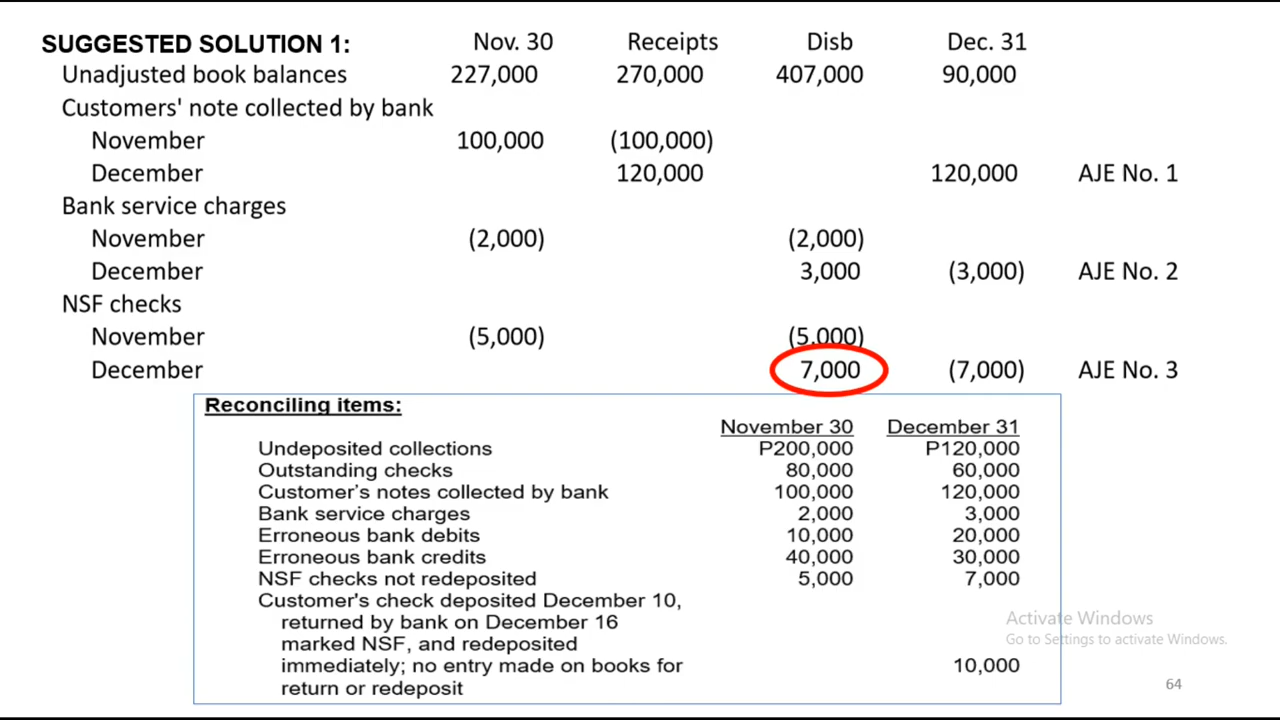 SUGGESTED SOLUTION 1: Nov. 30 Receipts Disb Dec. 31
Unadjusted book balances 227,000 270,000 407,000 90,000
Customers' note collected by bank
November 100,000 (100,000)
December 120,000 120,000 AJE No. 1
Bank service charges
November (2,000) (2,000)
December 3,000 (3,000) AJE No. 2
NSF checks
November (5,000) (5,000)
December 7,000 (7,000) AJE No. 3
Reconciling items:
November 30 December 31
Undeposited collections P200,000 P120,000
Outstanding checks 80,000 60,000
Customer's notes collected by bank 100,000 120,000
Bank service charges 2,000 3,000
Erroneous bank debits 10,000 20,000
Erroneous bank credits 40,000 30,000
NSF checks not redeposited 5,000 7,000
Customer's check deposited December 10,
returned by bank on December 16
marked NSF, and redeposited
immediately; no entry made on books for 10,000
return or redeposit
Activate Windows
Go to Settings to activate Windows.
64